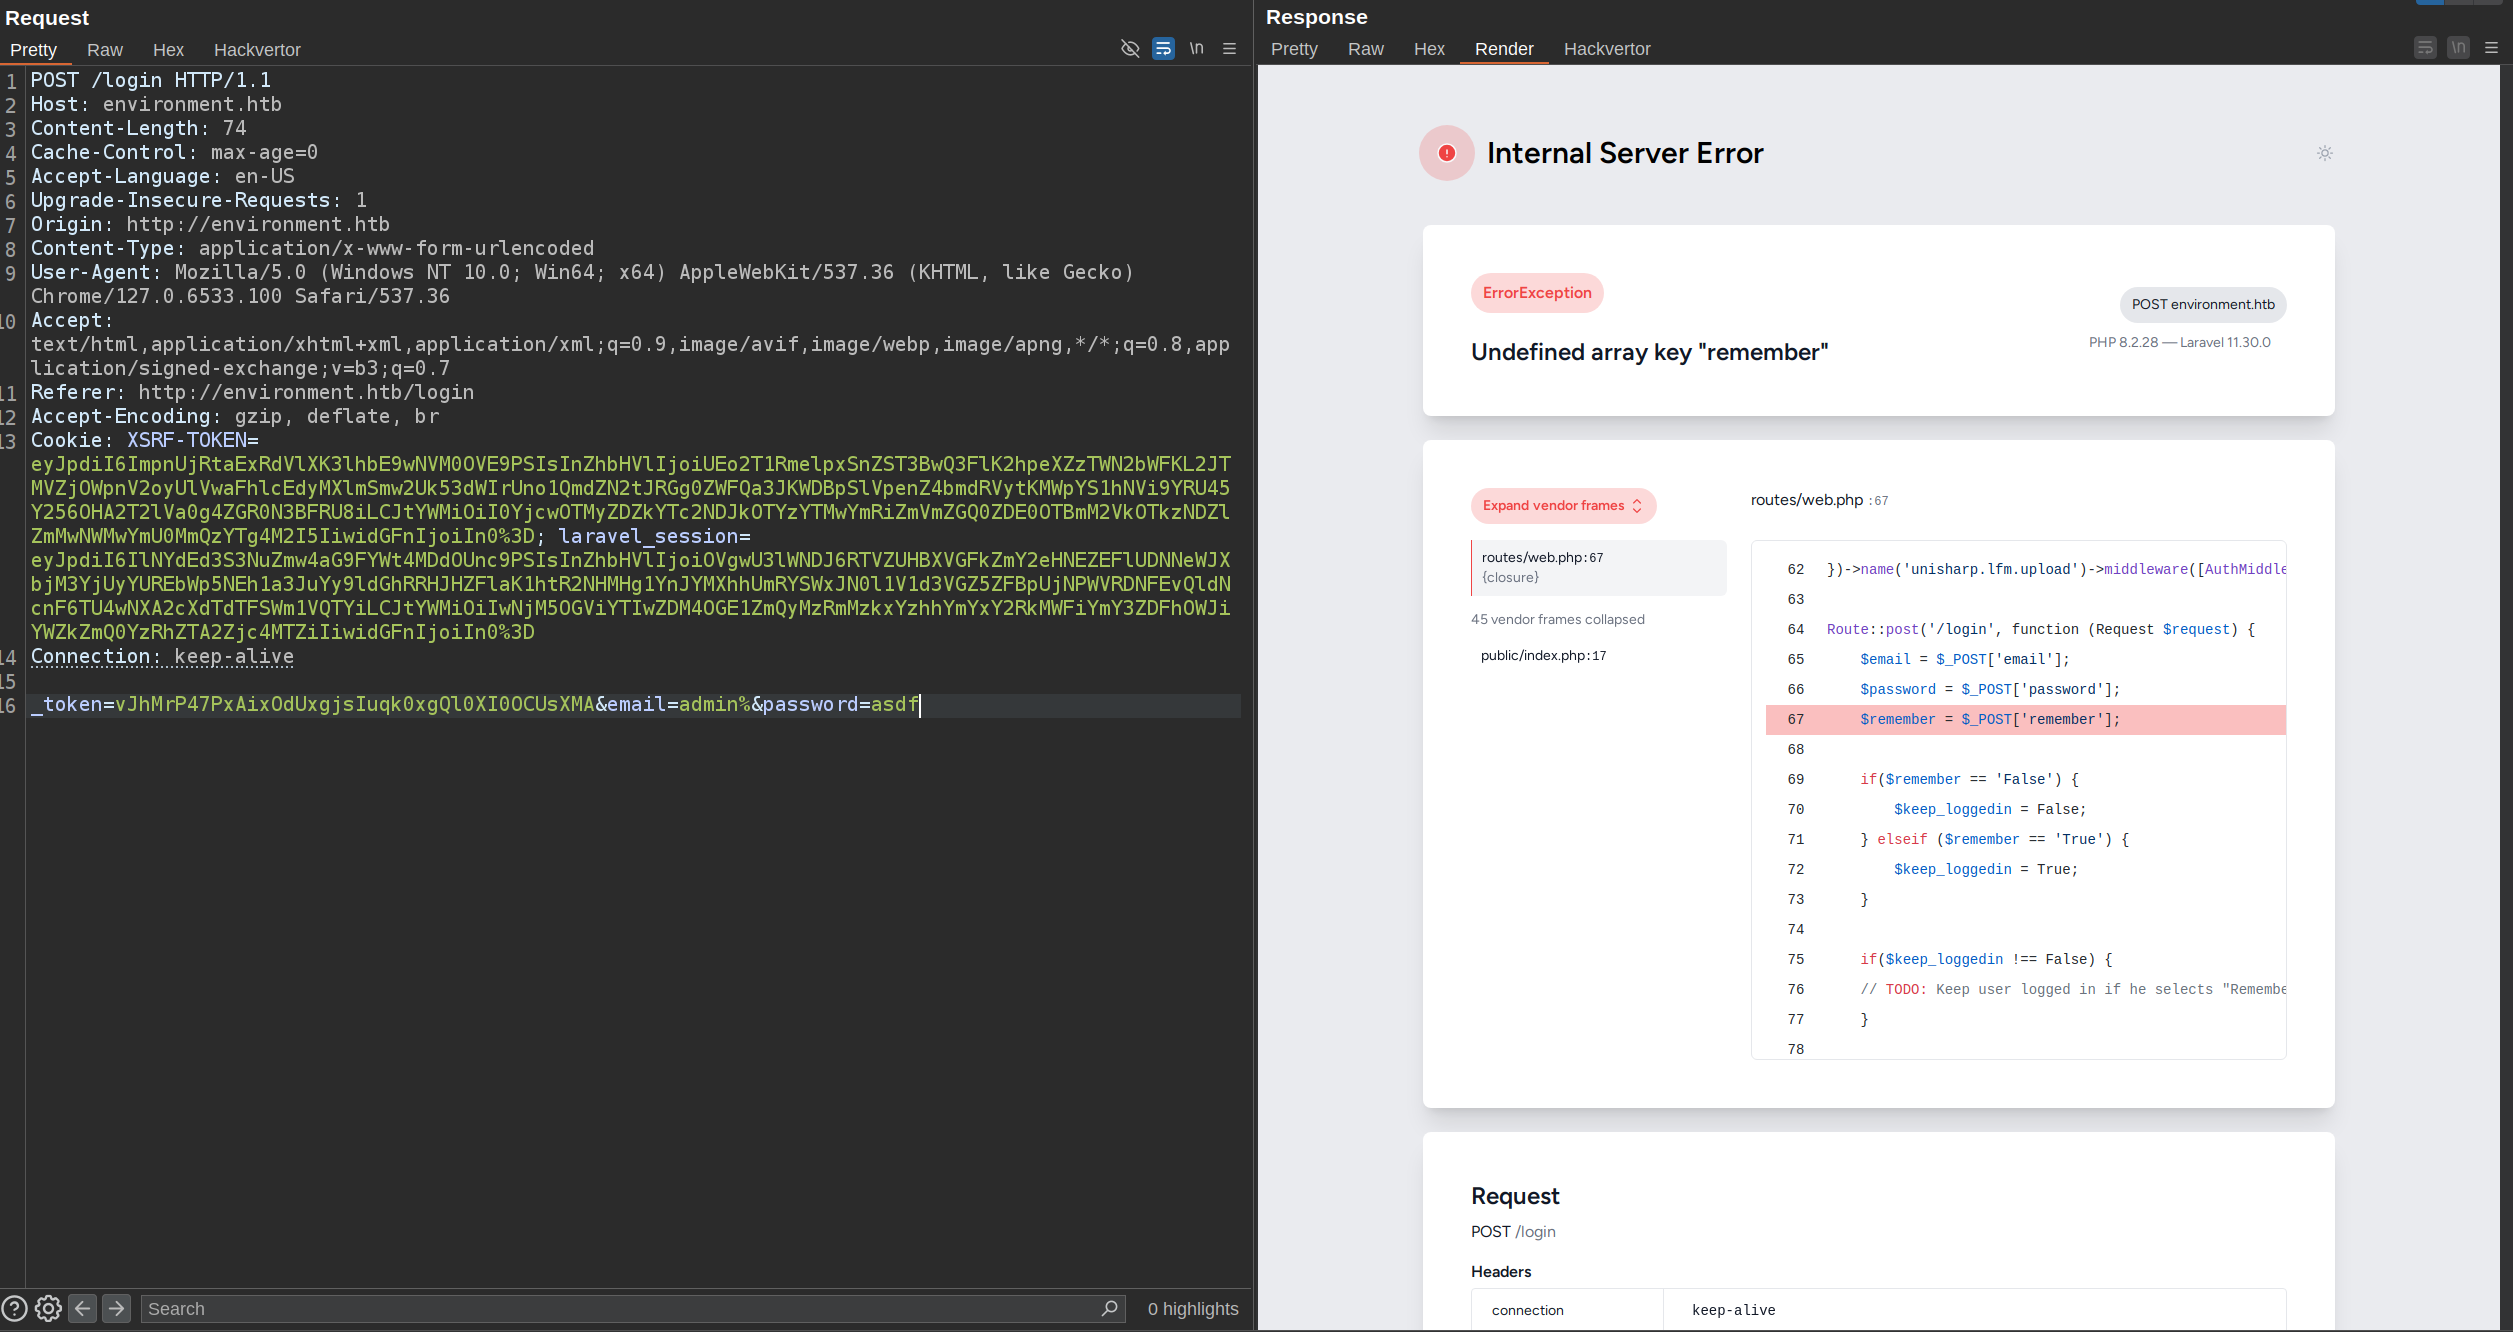 Request
Pretty Raw Hex Hackvertor
\n
1 POST /login HTTP/1.1
2 Host: environment.htb
3 Content-Length: 74
4 Cache-Control: max-age=0
5 Accept-Language: en-US
6 Upgrade-Insecure-Requests: 1
7 Origin: http://environment.htb
8 Content-Type: application/x-www-form-urlencoded
9 User-Agent: Mozilla/5.0 (Windows NT 10.0; Win64; x64) AppleWebKit/537.36 (KHTML, like Gecko)
Chrome/127.0.6533.100 Safari/537.36
10 Accept:
text/html,application/xhtml+xml,application/xml;q=0.9,image/avif,image/webp,image/apng,*/*;q=0.8,app
lication/signed-exchange;v=b3;q=0.7
11 Referer: http://environment.htb/login
12 Accept-Encoding: gzip, deflate, br
13 Cookie: XSRF-TOKEN=
eyJpdiI6ImpnUjRtaExRdVlXK3lhbE9wNVM0OVE9PSIsInZhbHVlIjoiUEo2T1RmelpxSnZST3BwQ3FlK2hpeXZzTWN2bWFKL2JT
MVZjOWpnV2oyUlVwaFhlcEdyMXlmSmw2Uk53dWIrUno1QmdZN2tJRGg0ZWFQa3JKWDBpSlVpenZ4bmdRVytKMWpYS1hNVi9YRU45
Y256OHA2T2lVa0g4ZGR0N3BFRU8iLCJtYWMiOiI0YjcwOTMyZDZkYTc2NDJkOTYzYTMwYmRiZmVmZGQ0ZDE0OTBmM2VkOTkzNDZl
ZmMwNWMwYmU0MmQzYTg4M2I5IiwidGFnIjoiIn0%3D; laravel_session=
eyJpdiI6IlNYdEd3S3NuZmw4aG9FYWt4MDdOUnc9PSIsInZhbHVlIjoiOVgwU3lWNDJ6RTVZUHBXVGFkZmY2eHNEZEFlUDNNeWJX
bjM3YjUyYUREbWp5NEh1a3JuYy9ldGhRRHJHZFlaK1htR2NHMHg1YnJYMXhhUmRYSWxJN0l1V1d3VGZ5ZFBpUjNPWVRDNFEvQldN
cnF6TU4wNXA2cXdTdTFSWm1VQTYiLCJtYWMiOiIwNjM5OGViYTIwZDM4OGE1ZmQyMzRmMzkxYzhhYmYxY2RkMWFiYmY3ZDFhOWJi
YWZkZmQ0YzRhZTA2Zjc4MTZiIiwidGFnIjoiIn0%3D
14 Connection: keep-alive
15
16 _token=vJhMrP47PxAixOdUxgjsIuqk0xgQl0XI0OCUsXMA&email=admin%&password=asdf
Search
0 highlights
Response
Pretty Raw Hex Render Hackvertor
\n
Internal Server Error
ErrorException
POST environment.htb
PHP 8.2.28 — Laravel 11.30.0
Undefined array key "remember"
Expand vendor frames
routes/web.php:67
{closure}
45 vendor frames collapsed
public/index.php:17
routes/web.php :67
62 })->name('unisharp.lfm.upload')->middleware([AuthMiddle
63
64 Route::post('/login', function (Request $request) {
65 $email = $_POST['email'];
66 $password = $_POST['password'];
67 $remember = $_POST['remember'];
68
69 if($remember == 'False') {
70 $keep_loggedin = False;
71 } elseif ($remember == 'True') {
72 $keep_loggedin = True;
73 }
74
75 if($keep_loggedin !== False) {
76 // TODO: Keep user logged in if he selects "Remembe
77 }
78
Request
POST /login
Headers
connection keep-alive